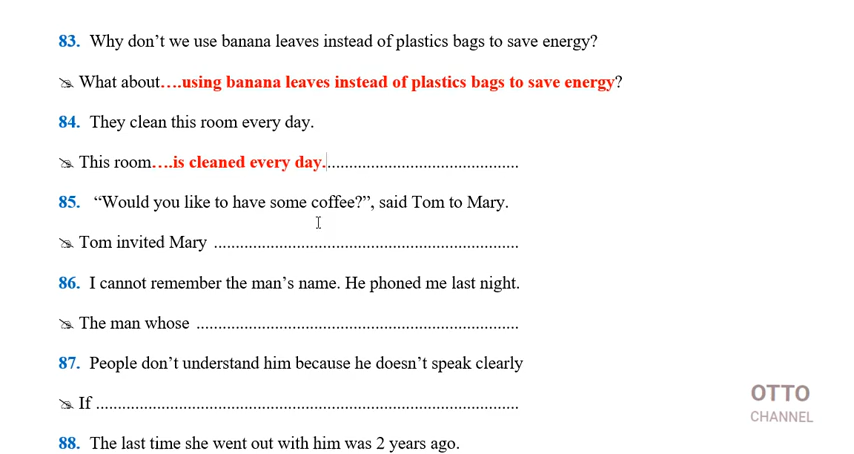 83. Why don’t we use banana leaves instead of plastics bags to save energy?
What about….using banana leaves instead of plastics bags to save energy?
84. They clean this room every day.
This room….is cleaned every day...............................................
85. “Would you like to have some coffee?”, said Tom to Mary.
Tom invited Mary ......................................................................
86. I cannot remember the man’s name. He phoned me last night.
The man whose ..........................................................................
87. People don’t understand him because he doesn’t speak clearly
If .................................................................................................
OTTO
CHANNEL
88. The last time she went out with him was 2 years ago.